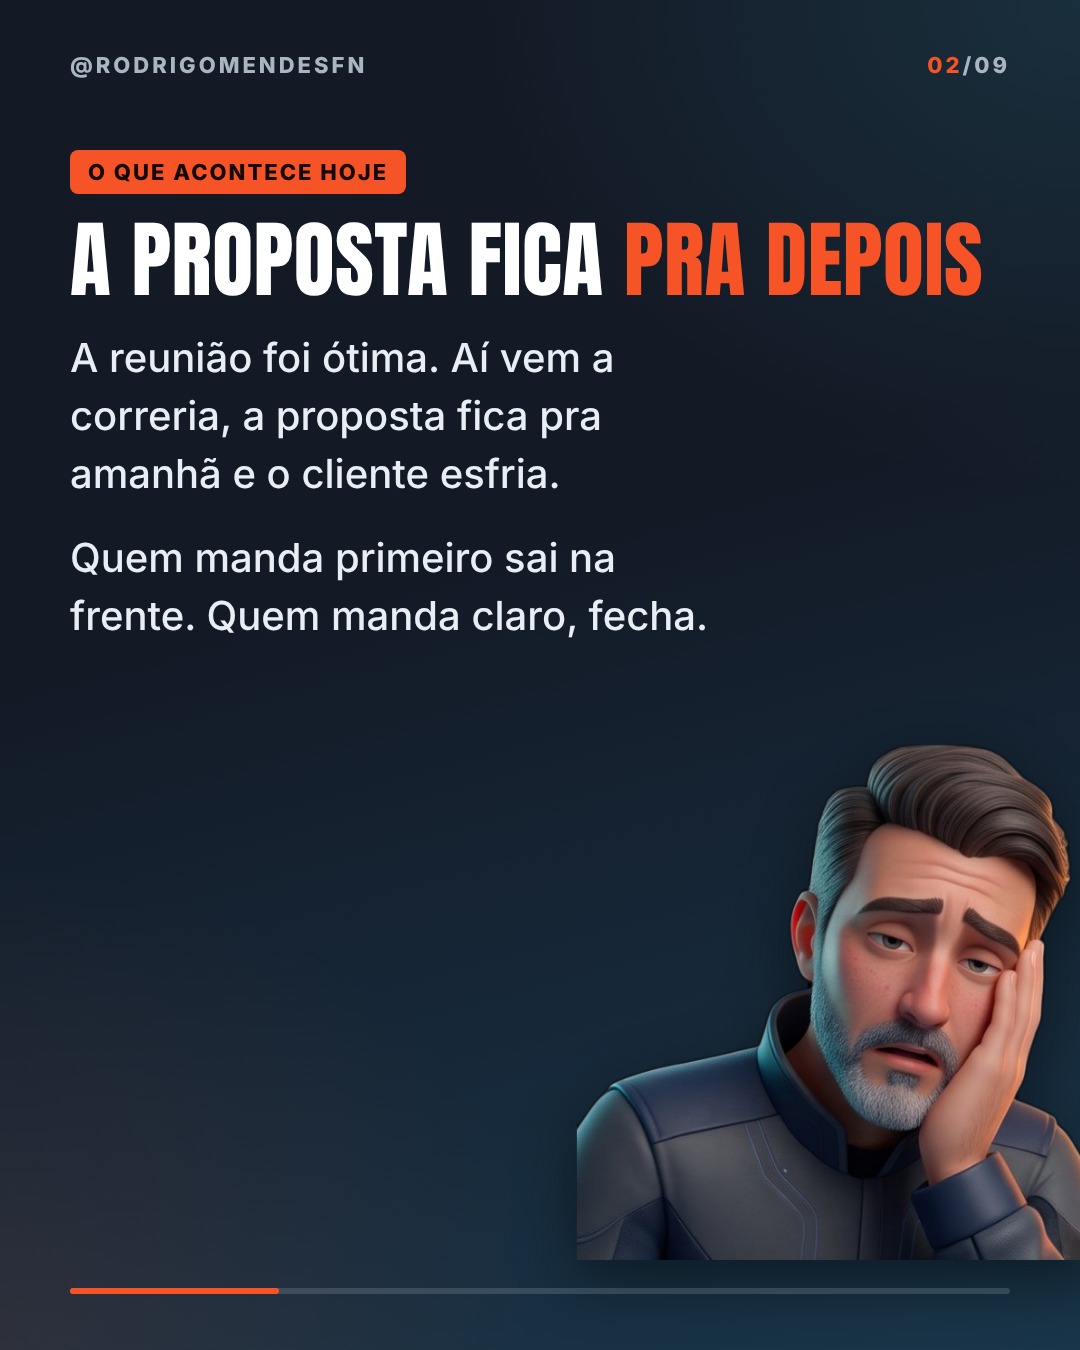 @RODRIGOMENDESFN
02/09
O QUE ACONTECE HOJE
A PROPOSTA FICA PRA DEPOIS
A reunião foi ótima. Aí vem a
correria, a proposta fica pra
amanhã e o cliente esfria.
Quem manda primeiro sai na
frente. Quem manda claro, fecha.